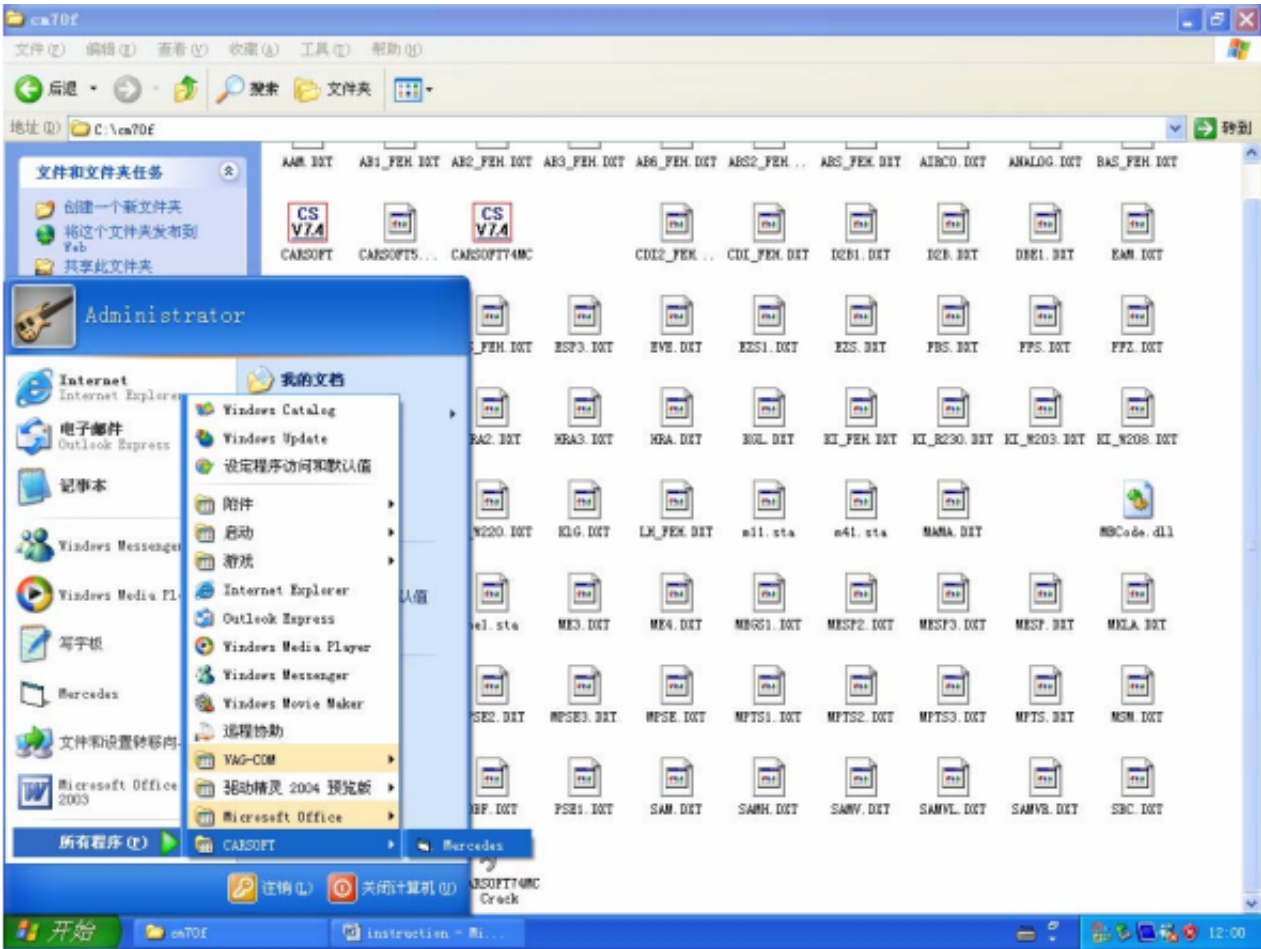 cm70f
文件(F) 编辑(E) 查看(V) 收藏(A) 工具(T) 帮助(H)
后退 搜索 文件夹
地址(D) C:\cm70f 转到
文件和文件夹任务
创建一个新文件夹
将这个文件夹发布到
Web
共享此文件夹
AAM.DXT AB1_FEH.DXT AB2_FEH.DXT AB3_FEH.DXT AB6_FEH.DXT ABS2_FEH... ABS_FEH.DXT AIRCO.DXT ANALOG.DXT BAS_FEH.DXT
CS V7.4 CS V7.4
CARSOFT CARSOFT5... CARSOFT74MC CDI2_FEH... CDI_FEH.DXT D2B1.DXT D2B.DXT DBE1.DXT EAM.DXT
_FEH.DXT ESP3.DXT EVE.DXT EZS1.DXT EZS.DXT FBS.DXT FPS.DXT FPZ.DXT
RA2.DXT HRA3.DXT HRA.DXT KI_FEH.DXT KI_R230.DXT KI_W203.DXT KI_W208.DXT
W220.DXT KLG.DXT LH_FEH.DXT m11.sta m41.sta MAMA.DXT MBCode.dll
el.sta ME3.DXT ME4.DXT MEGS1.DXT MESP2.DXT MESP3.DXT MESP.DXT MKLA.DXT
PSE2.DXT MPSE3.DXT MPSE.DXT MPTS1.DXT MPTS2.DXT MPTS3.DXT MPTS.DXT MSM.DXT
BF.DXT PSE1.DXT SAM.DXT SAMH.DXT SAMV.DXT SAMVL.DXT SAMVR.DXT SBC.DXT
ARSOFT74MC
Crack
Administrator
Internet
Internet Explorer
电子邮件
Outlook Express
记事本
Windows Messenger
Windows Media Pl
写字板
Mercedes
文件和设置转移向
Microsoft Office
2003
所有程序(P)
我的文档
认值
Windows Catalog
Windows Update
设定程序访问和默认值
附件
启动
游戏
Internet Explorer
Outlook Express
Windows Media Player
Windows Messenger
Windows Movie Maker
远程协助
VAG-COM
驱动精灵 2004 预览版
Microsoft Office
CARSOFT
Mercedes
注销(L) 关闭计算机(U)
开始 cm70f instruction - Mi... 12:00